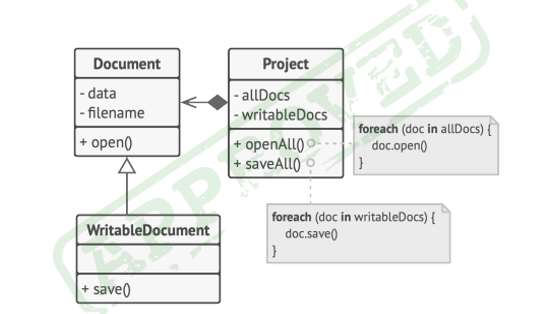 APPROVED
Document
- data
- filename
+ open()
Project
- allDocs
- writableDocs
+ openAll()
+ saveAll()
foreach (doc in allDocs) {
doc.open()
}
WritableDocument
+ save()
foreach (doc in writableDocs) {
doc.save()
}